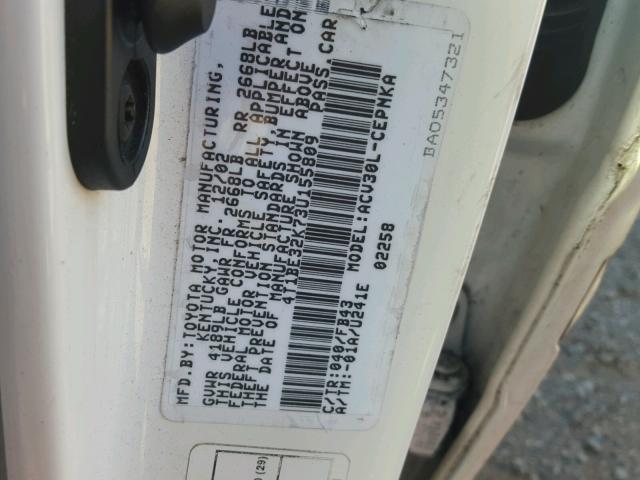 MFD.BY:TOYOTA MOTOR MANUFACTURING,
KENTUCKY, INC. 12/02
GVWR 4189LB GAWR FR 2668LB RR 2668LB
THIS VEHICLE CONFORMS TO ALL APPLICABLE
FEDERAL MOTOR VEHICLE SAFETY, BUMPER AND
THEFT PREVENTION STANDARDS IN EFFECT ON
THE DATE OF MANUFACTURE SHOWN ABOVE
4T1BE32K73U155809 PASS.CAR
C/TR:040/FB43 MODEL:ACV30L-CEPNKA
A/TM:-01A/U241E 02258
BA05347321
(29)